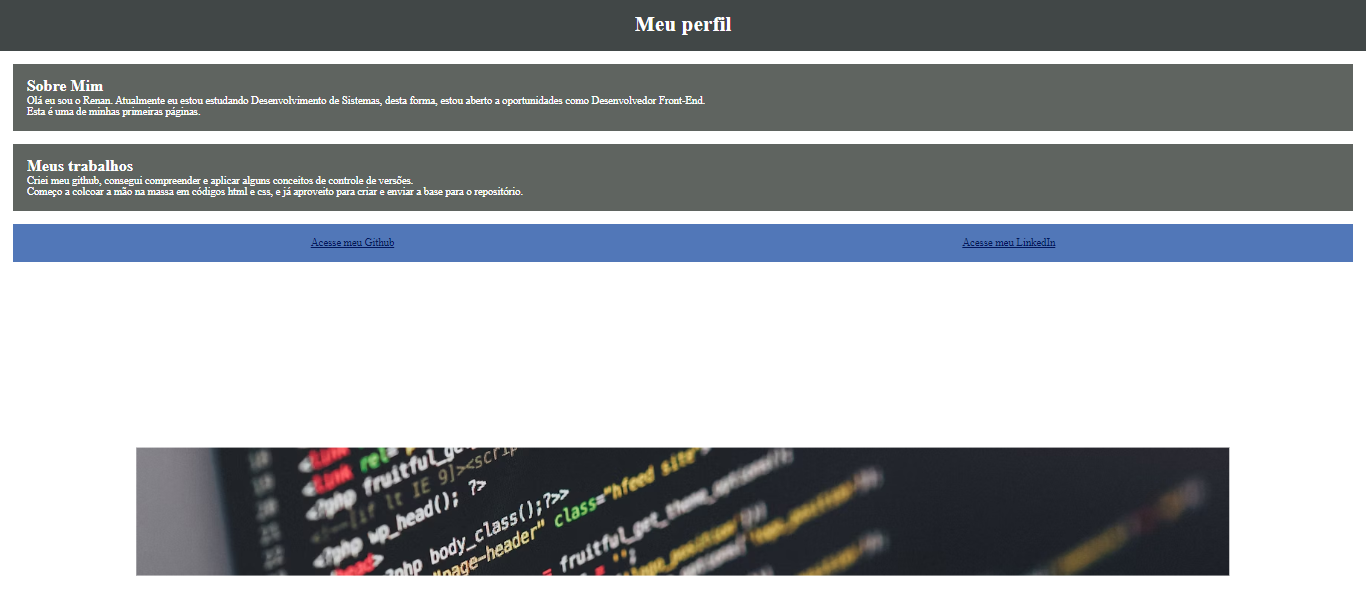 Meu perfil
Sobre Mim
Olá eu sou o Renan. Atualmente eu estou estudando Desenvolvimento de Sistemas, desta forma, estou aberto a oportunidades como Desenvolvedor Front-End.
Esta é uma de minhas primeiras páginas.
Meus trabalhos
Criei meu github, consegui compreender e aplicar alguns conceitos de controle de versões.
Começo a colcoar a mão na massa em códigos html e css, e já aproveito para criar e enviar a base para o repositório.
Acesse meu Github
Acesse meu LinkedIn
<link rel=
<?php fruitful_ge
<!--[if lt IE 9]><scrip
<?php wp_head(); ?>
<?php body_class();?>>
"page-header" class="hfeed site">
= fruitful_get_theme_options();